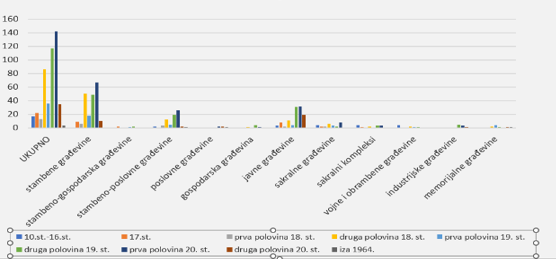 160
140
120
100
80
60
40
20
0
UKUPNO
stambene građevine
stambeno-gospodarska građevine
stambeno-poslovne građevine
poslovne građevine
gospodarska građevina
javne građevine
sakralne građevine
sakralni kompleksi
vojne i obrambene građevine
industrijske građevine
memorijalne građevine
10.st.-16.st. 17.st. prva polovina 18. st. druga polovina 18. st. prva polovina 19. st.
druga polovina 19. st. prva polovina 20. st. druga polovina 20. st. iza 1964.